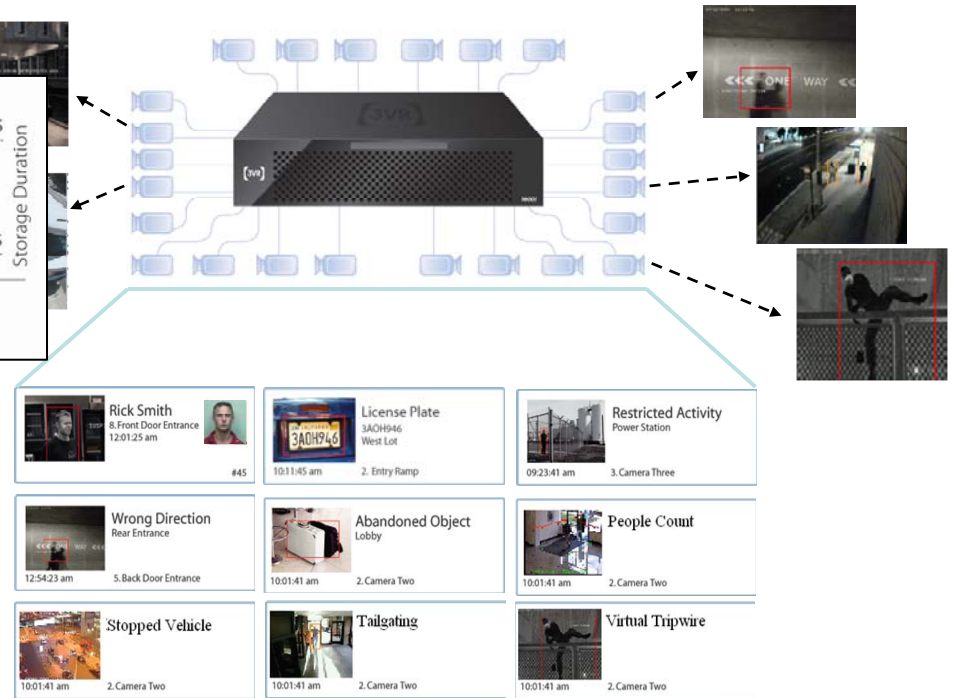 [3VR]
[3VR]
Storage Duration
<<< ONE WAY <<
Rick Smith
8. Front Door Entrance
12:01:25 am
#45
License Plate
3AOH946
West Lot
3AOH946
10:11:45 am
2. Entry Ramp
Restricted Activity
Power Station
09:23:41 am
3. Camera Three
Wrong Direction
Rear Entrance
<<< ONE WAY <<
12:54:23 am
5. Back Door Entrance
Abandoned Object
Lobby
10:01:41 am
2. Camera Two
People Count
10:01:41 am
2. Camera Two
Stopped Vehicle
10:01:41 am
2. Camera Two
Tailgating
10:01:41 am
2. Camera Two
Virtual Tripwire
10:01:41 am
2. Camera Two